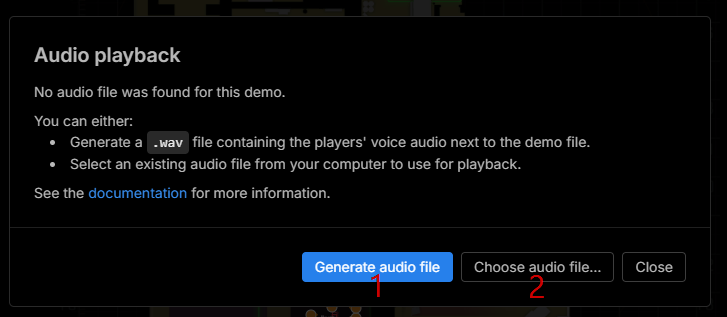 Audio playback
No audio file was found for this demo.
You can either:
• Generate a .wav file containing the players' voice audio next to the demo file.
• Select an existing audio file from your computer to use for playback.
See the documentation for more information.
Generate audio file Choose audio file... Close
1 2